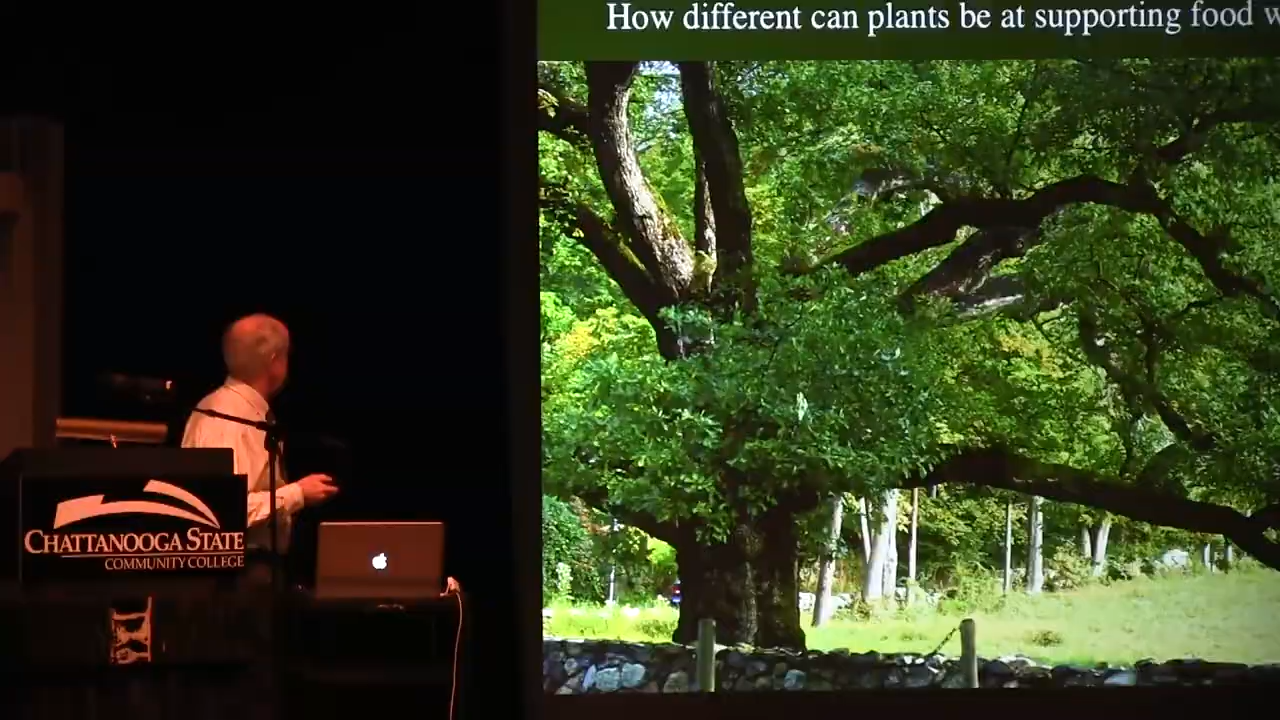 How different can plants be at supporting food w
CHATTANOOGA STATE
COMMUNITY COLLEGE